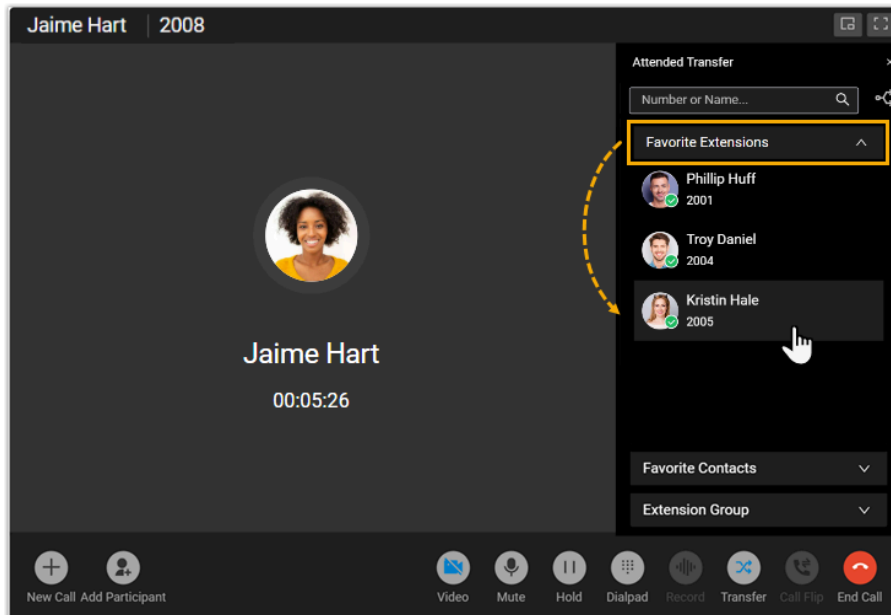 Jaime Hart 2008
Attended Transfer
Number or Name...
Favorite Extensions
Phillip Huff
2001
Troy Daniel
2004
Kristin Hale
2005
Jaime Hart
00:05:26
Favorite Contacts
Extension Group
New Call Add Participant Video Mute Hold Dialpad Record Transfer Call Flip End Call